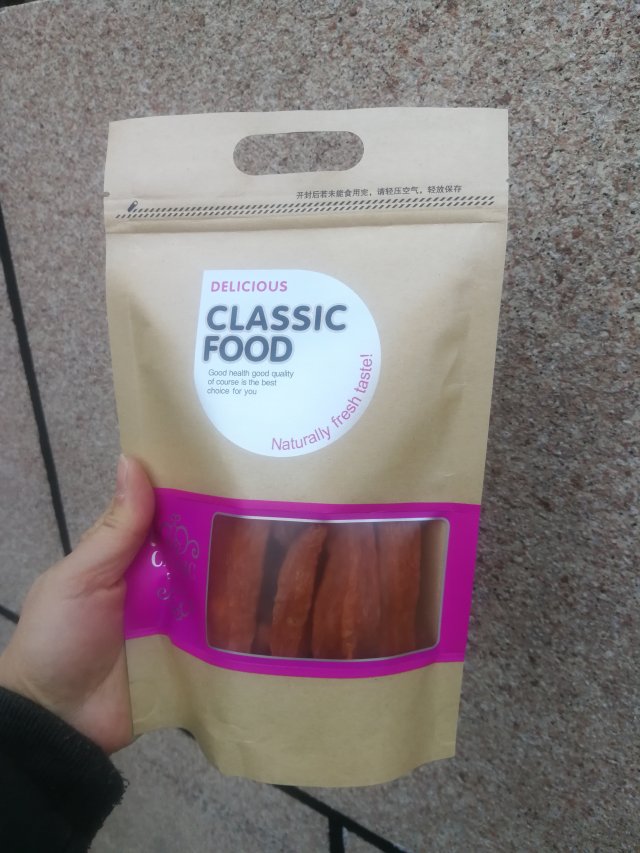 开封后若未能食用完，请轻压空气，轻放保存
DELICIOUS
CLASSIC
FOOD
Good health good quality
of course is the best
choice for you
Naturally fresh taste!